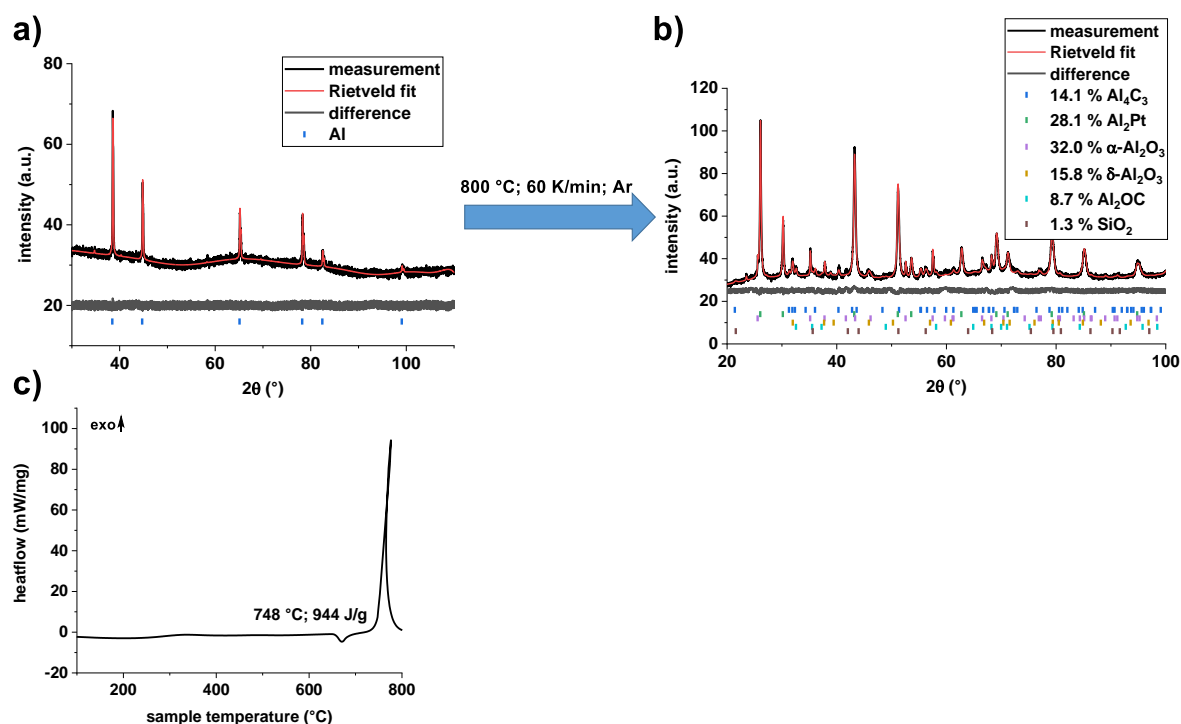 a)
80
60
40
20
intensity (a.u.)
40
60
80
100
2θ (°)
measurement
Rietveld fit
difference
Al
800 °C; 60 K/min; Ar
b)
120
100
80
60
40
20
0
intensity (a.u.)
20
40
60
80
100
2θ (°)
measurement
Rietveld fit
difference
14.1 % Al₄C₃
28.1 % Al₂Pt
32.0 % α-Al₂O₃
15.8 % δ-Al₂O₃
8.7 % Al₂OC
1.3 % SiO₂
c)
exo
100
80
60
40
20
0
-20
heatflow (mW/mg)
748 °C; 944 J/g
200
400
600
800
sample temperature (°C)